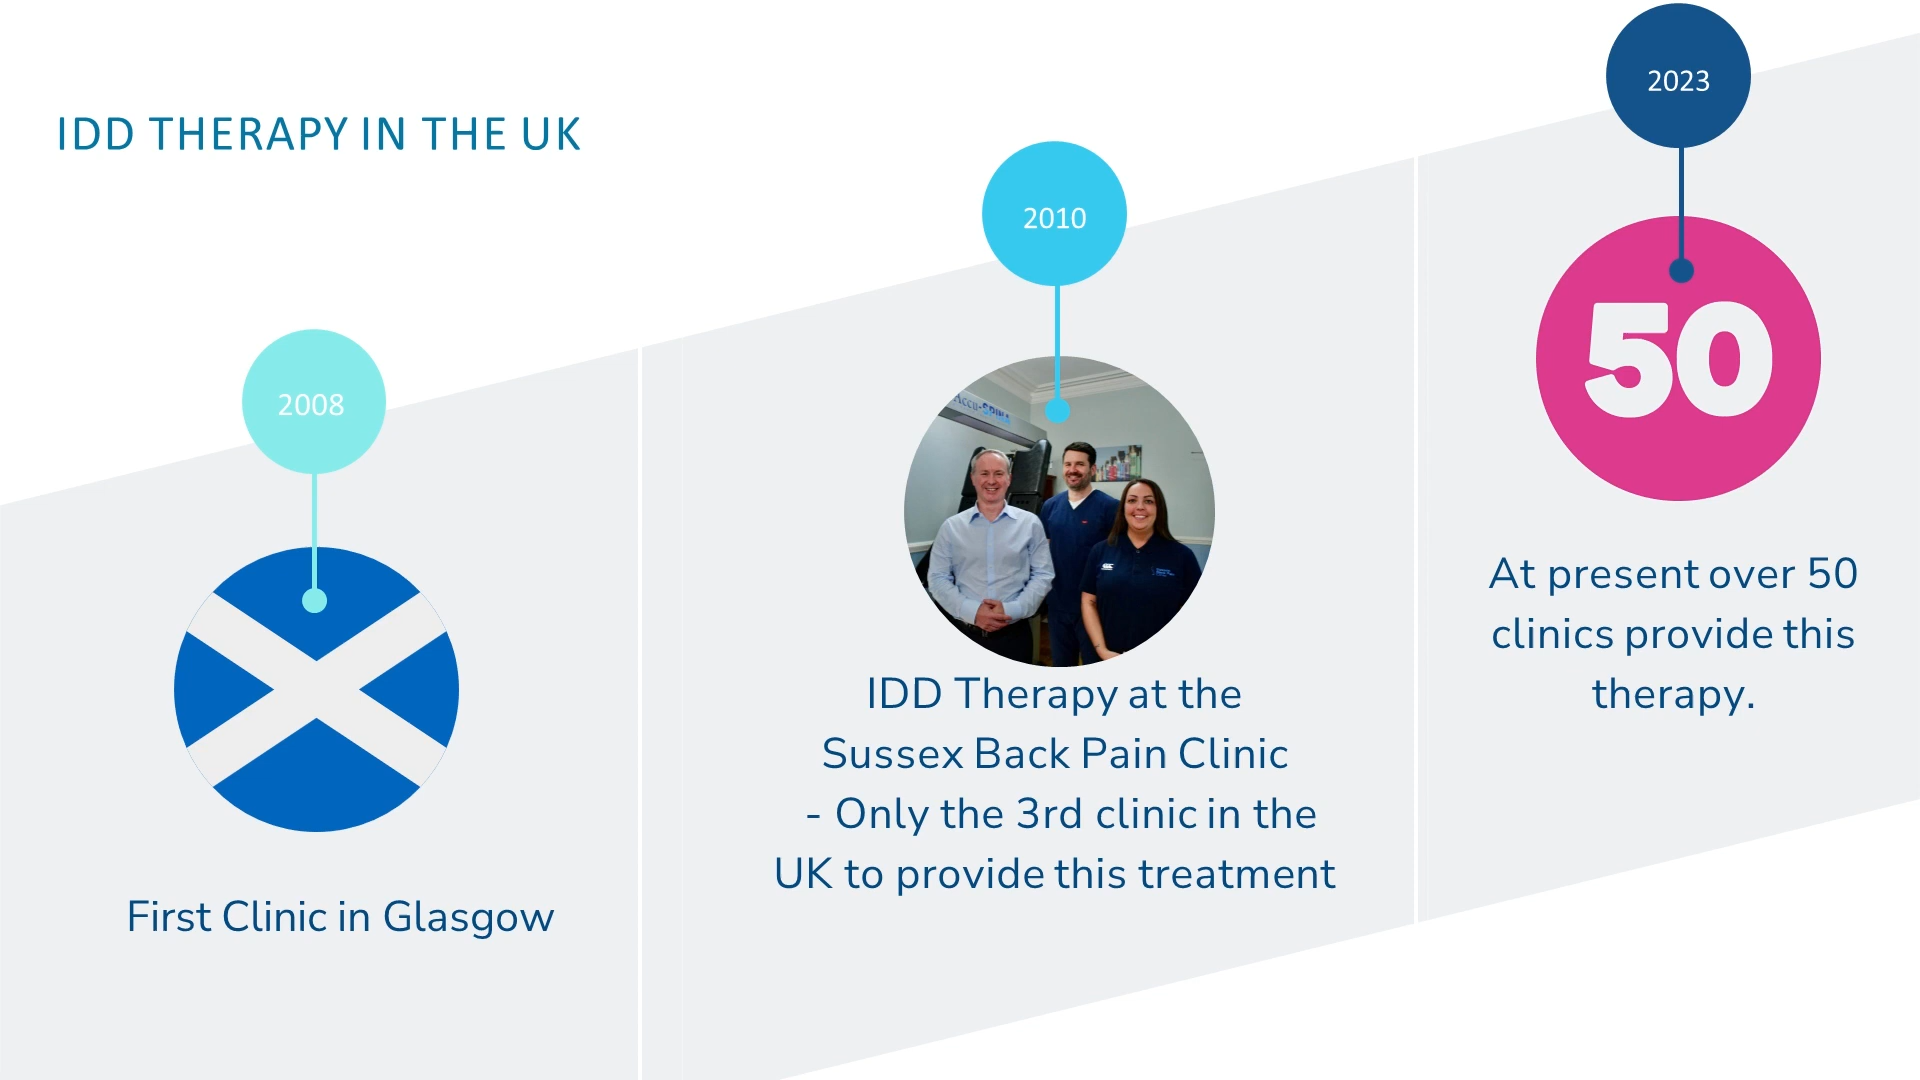 IDD THERAPY IN THE UK
2008
First Clinic in Glasgow
2010
Accu-SPINA
IDD Therapy at the
Sussex Back Pain Clinic
- Only the 3rd clinic in the
UK to provide this treatment
2023
50
At present over 50
clinics provide this
therapy.